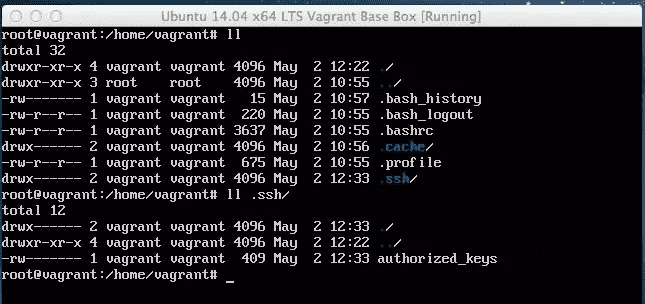 Ubuntu 14.04 x64 LTS Vagrant Base Box [Running]
root@vagrant:/home/vagrant# ll
total 32
drwxr-xr-x 4 vagrant vagrant 4096 May  2 12:22 ./
drwxr-xr-x 3 root    root    4096 May  2 10:55 ../
-rw------- 1 vagrant vagrant   15 May  2 10:57 .bash_history
-rw-r--r-- 1 vagrant vagrant  220 May  2 10:55 .bash_logout
-rw-r--r-- 1 vagrant vagrant 3637 May  2 10:55 .bashrc
drwx------ 2 vagrant vagrant 4096 May  2 10:56 .cache/
-rw-r--r-- 1 vagrant vagrant  675 May  2 10:55 .profile
drwx------ 2 vagrant vagrant 4096 May  2 12:33 .ssh/
root@vagrant:/home/vagrant# ll .ssh/
total 12
drwx------ 2 vagrant vagrant 4096 May  2 12:33 ./
drwxr-xr-x 4 vagrant vagrant 4096 May  2 12:22 ../
-rw------- 1 vagrant vagrant  409 May  2 12:33 authorized_keys
root@vagrant:/home/vagrant# _